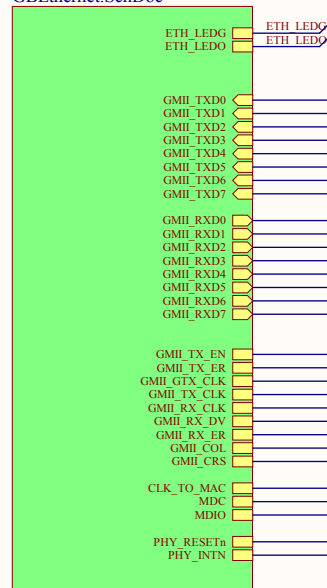 GBEthernet.SchDoc
ETH_LEDG ETH_LEDG
ETH_LEDO ETH_LEDO
GMII_TXD0
GMII_TXD1
GMII_TXD2
GMII_TXD3
GMII_TXD4
GMII_TXD5
GMII_TXD6
GMII_TXD7
GMII_RXD0
GMII_RXD1
GMII_RXD2
GMII_RXD3
GMII_RXD4
GMII_RXD5
GMII_RXD6
GMII_RXD7
GMII_TX_EN
GMII_TX_ER
GMII_GTX_CLK
GMII_TX_CLK
GMII_RX_CLK
GMII_RX_DV
GMII_RX_ER
GMII_COL
GMII_CRS
CLK_TO_MAC
MDC
MDIO
PHY_RESETn
PHY_INTN